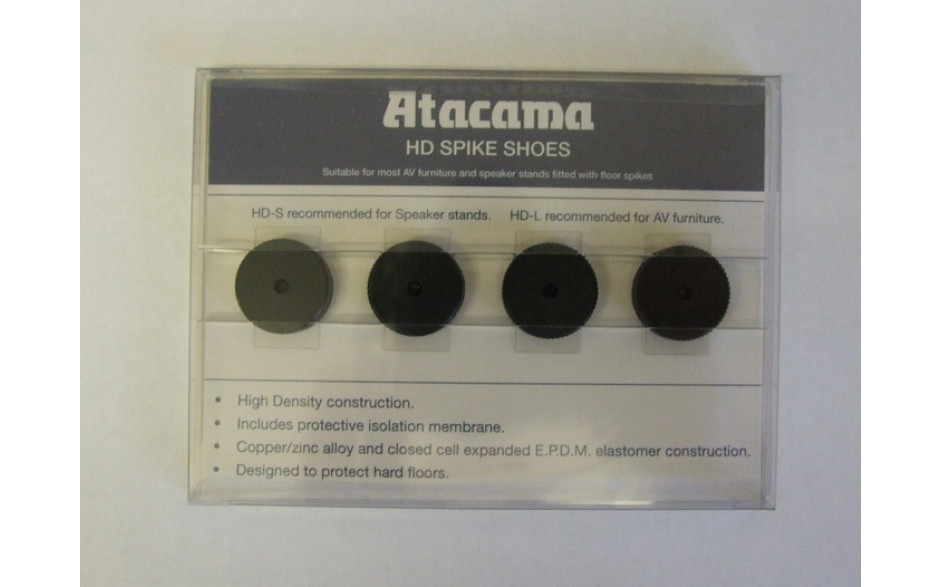 Atacama
HD SPIKE SHOES
Suitable for most AV furniture and speaker stands fitted with floor spikes
HD-S recommended for Speaker stands. HD-L recommended for AV furniture.
• High Density construction.
• Includes protective isolation membrane.
• Copper/zinc alloy and closed cell expanded E.P.D.M. elastomer construction.
• Designed to protect hard floors.